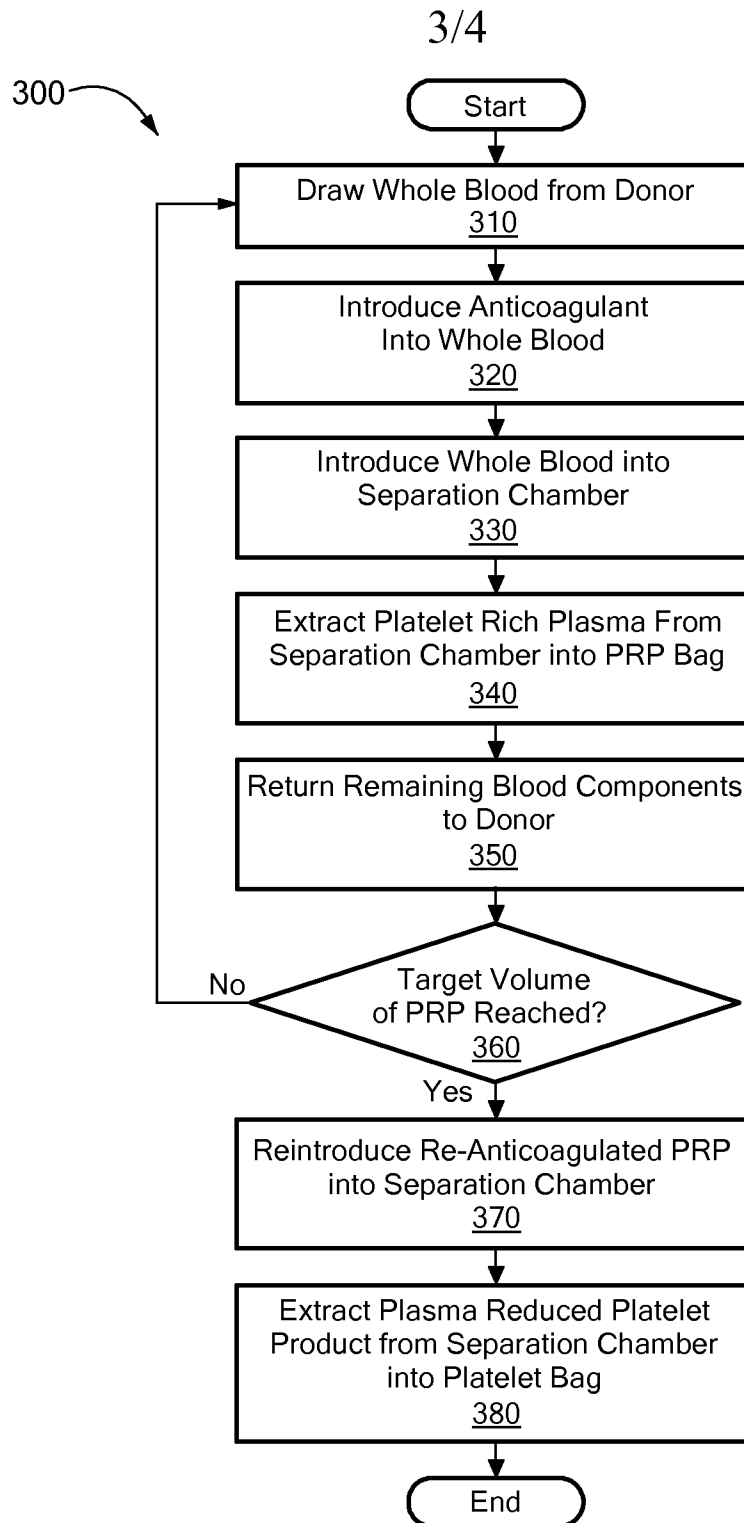 3/4
300
Start
Draw Whole Blood from Donor
310
Introduce Anticoagulant
Into Whole Blood
320
Introduce Whole Blood into
Separation Chamber
330
Extract Platelet Rich Plasma From
Separation Chamber into PRP Bag
340
Return Remaining Blood Components
to Donor
350
No
Target Volume
of PRP Reached?
360
Yes
Reintroduce Re-Anticoagulated PRP
into Separation Chamber
370
Extract Plasma Reduced Platelet
Product from Separation Chamber
into Platelet Bag
380
End